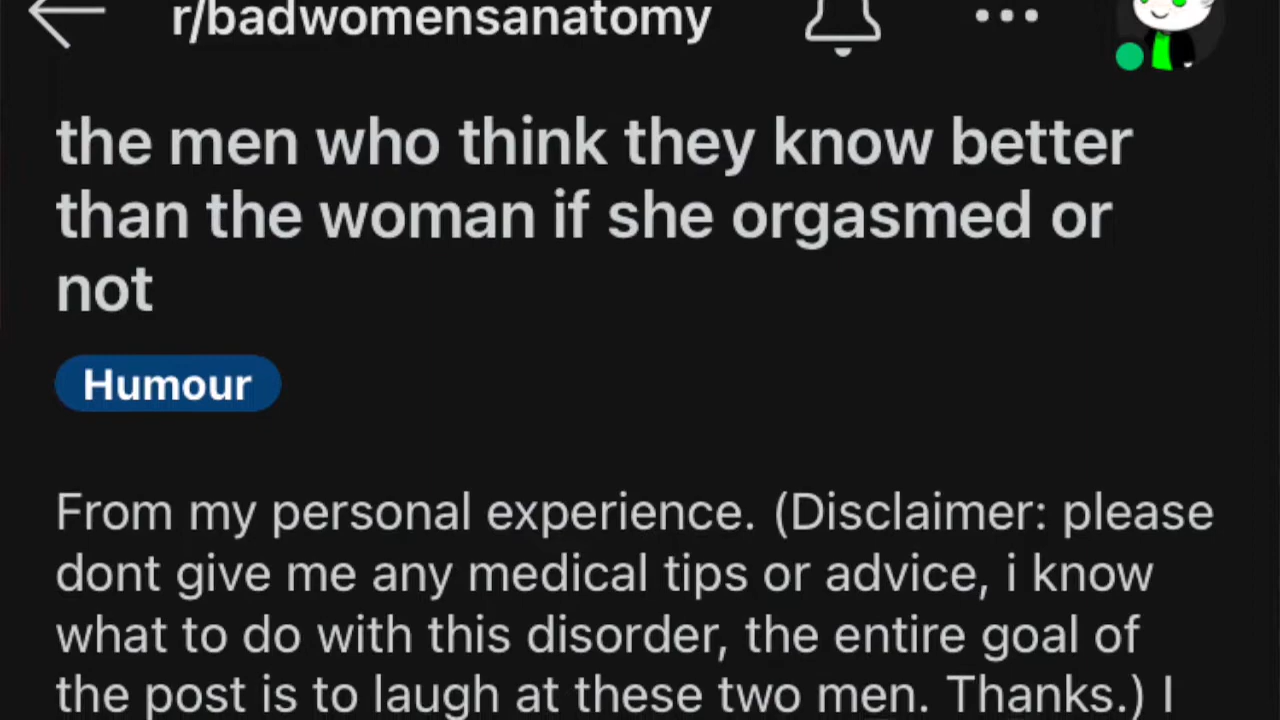 r/badwomensanatomy
the men who think they know better
than the woman if she orgasmed or
not
Humour
From my personal experience. (Disclaimer: please
dont give me any medical tips or advice, i know
what to do with this disorder, the entire goal of
the post is to laugh at these two men. Thanks.) I